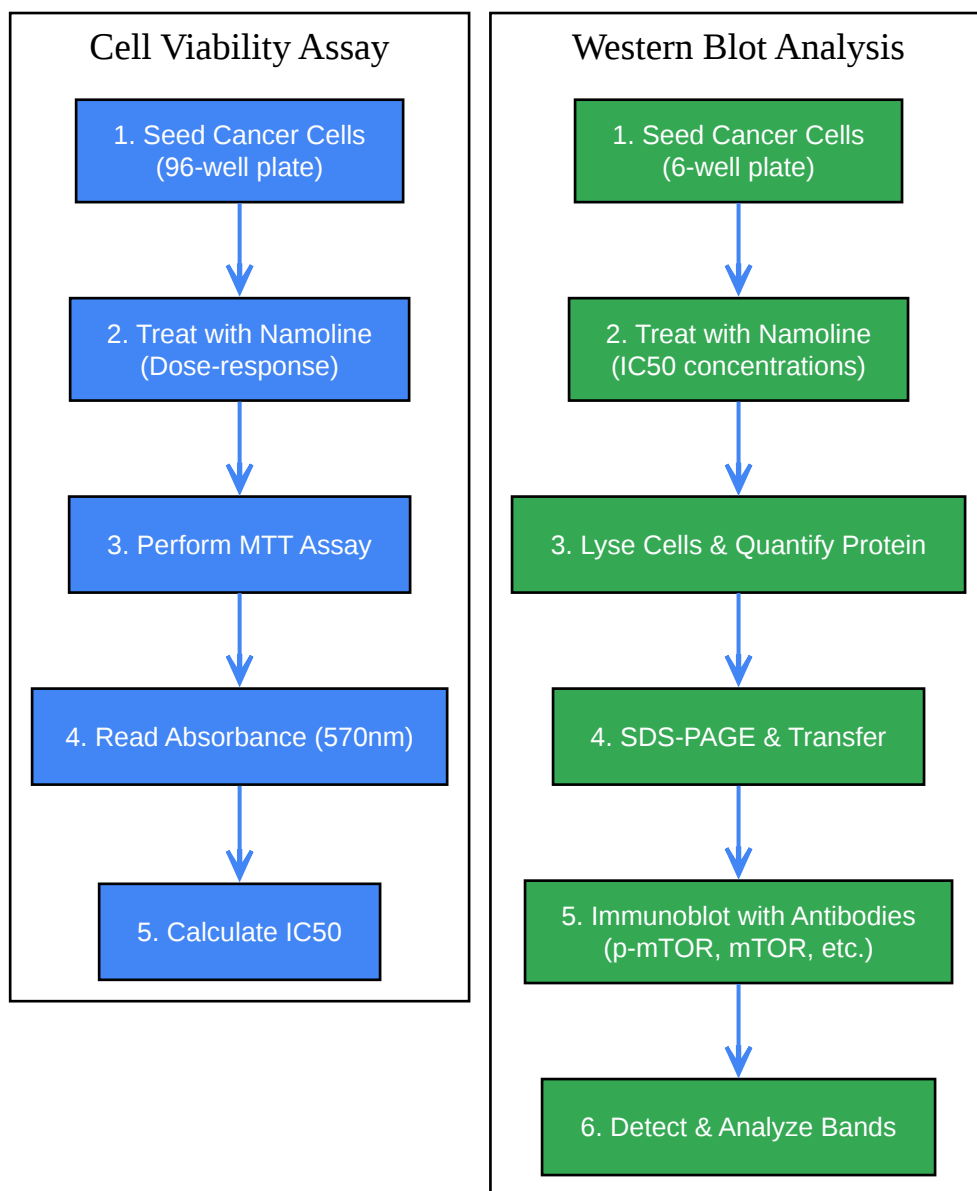 Cell Viability Assay
1. Seed Cancer Cells
(96-well plate)
2. Treat with Namoline
(Dose-response)
3. Perform MTT Assay
4. Read Absorbance (570nm)
5. Calculate IC50
Western Blot Analysis
1. Seed Cancer Cells
(6-well plate)
2. Treat with Namoline
(IC50 concentrations)
3. Lyse Cells & Quantify Protein
4. SDS-PAGE & Transfer
5. Immunoblot with Antibodies
(p-mTOR, mTOR, etc.)
6. Detect & Analyze Bands